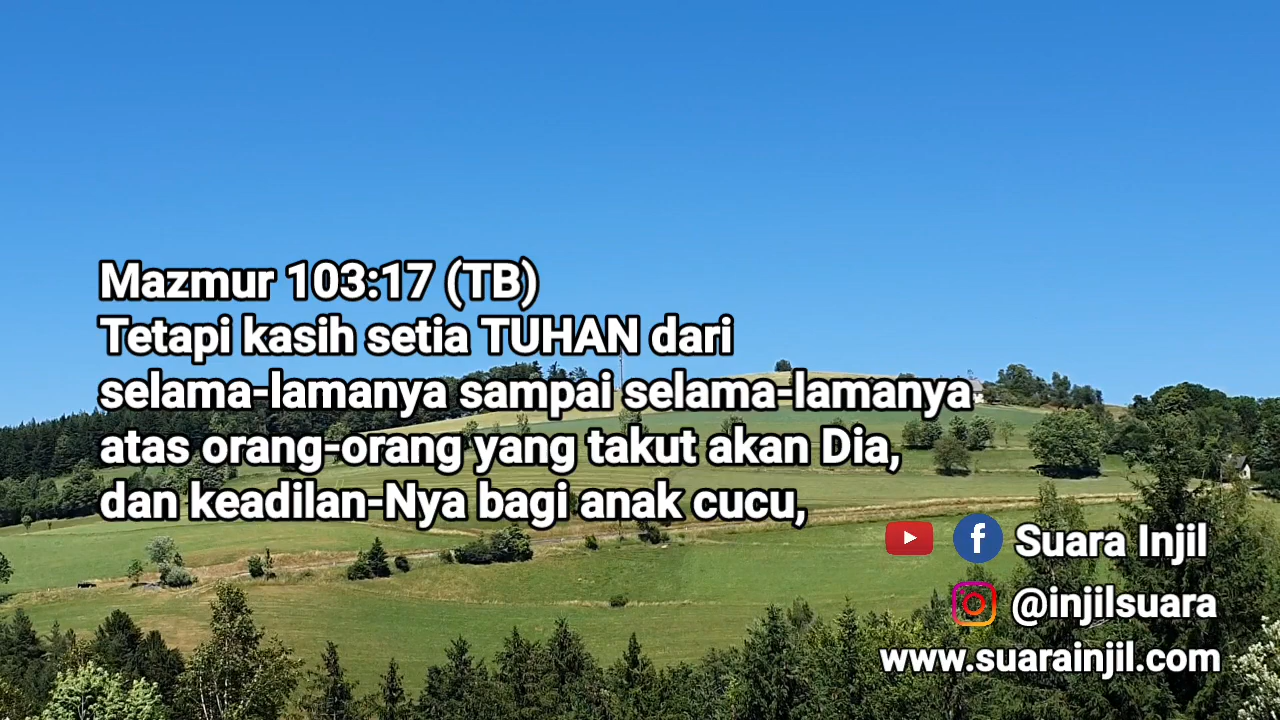 Mazmur 103:17 (TB)
Tetapi kasih setia TUHAN dari
selama-lamanya sampai selama-lamanya
atas orang-orang yang takut akan Dia,
dan keadilan-Nya bagi anak cucu,
Suara Injil
@injilsuara
www.suarainjil.com